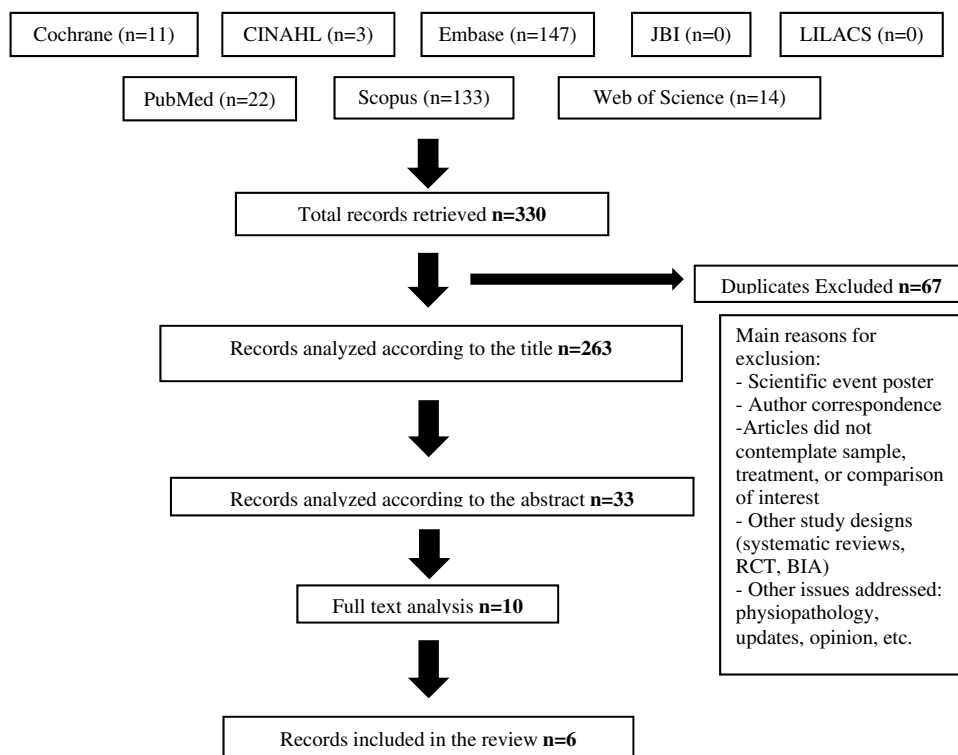 Cochrane (n=11)
CINAHL (n=3)
Embase (n=147)
JBI (n=0)
LILACS (n=0)
PubMed (n=22)
Scopus (n=133)
Web of Science (n=14)
Total records retrieved n=330
Duplicates Excluded n=67
Records analyzed according to the title n=263
Main reasons for
exclusion:
- Scientific event poster
- Author correspondence
-Articles did not
contemplate sample,
treatment, or comparison
of interest
- Other study designs
(systematic reviews,
RCT, BIA)
- Other issues addressed:
physiopathology,
updates, opinion, etc.
Records analyzed according to the abstract n=33
Full text analysis n=10
Records included in the review n=6